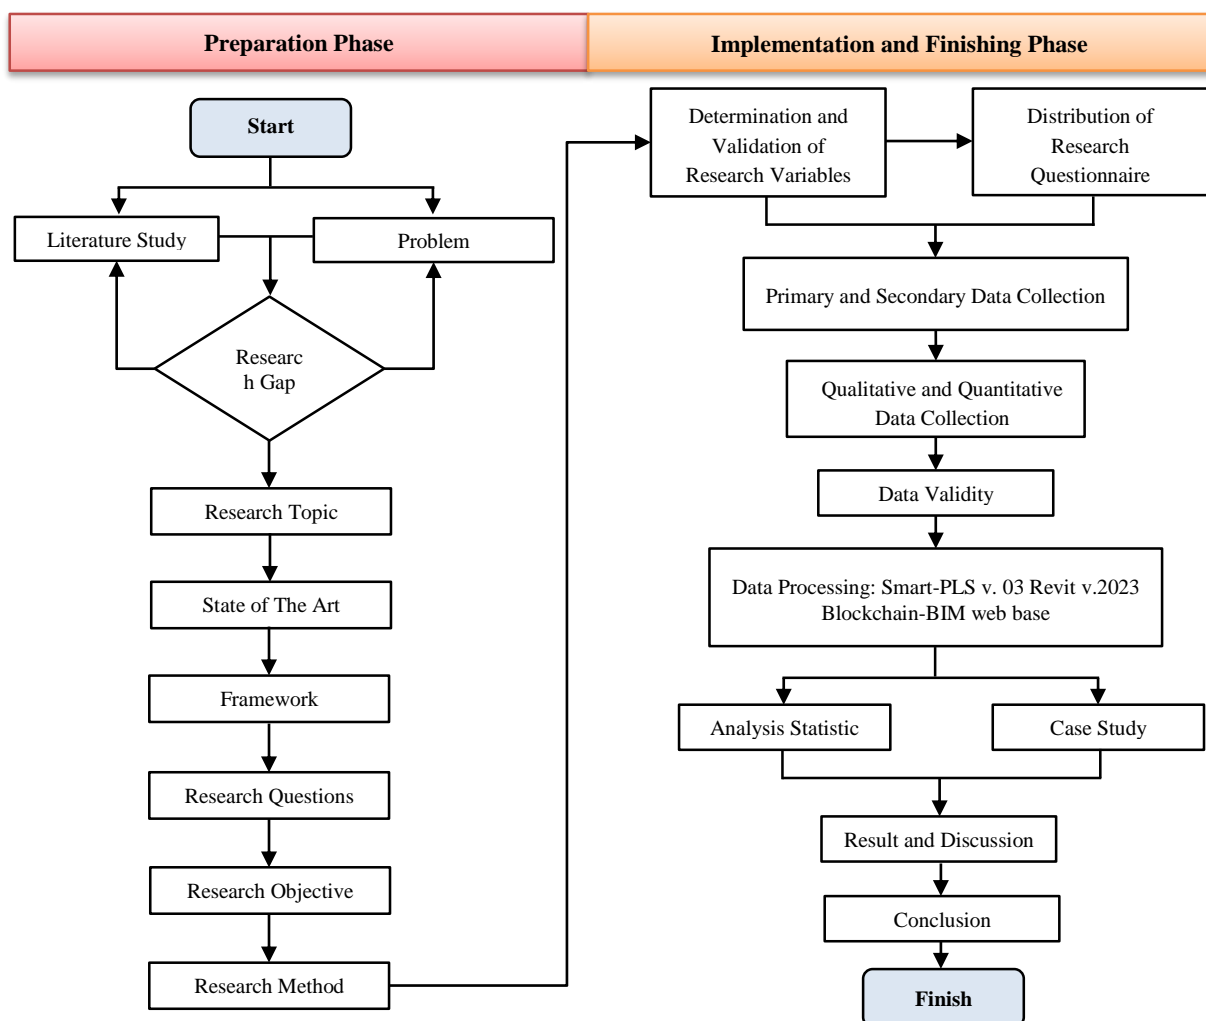 Preparation Phase
Implementation and Finishing Phase
Start
Literature Study
Problem
Researc
h Gap
Research Topic
State of The Art
Framework
Research Questions
Research Objective
Research Method
Determination and
Validation of
Research Variables
Distribution of
Research
Questionnaire
Primary and Secondary Data Collection
Qualitative and Quantitative
Data Collection
Data Validity
Data Processing: Smart-PLS v. 03 Revit v.2023
Blockchain-BIM web base
Analysis Statistic
Case Study
Result and Discussion
Conclusion
Finish